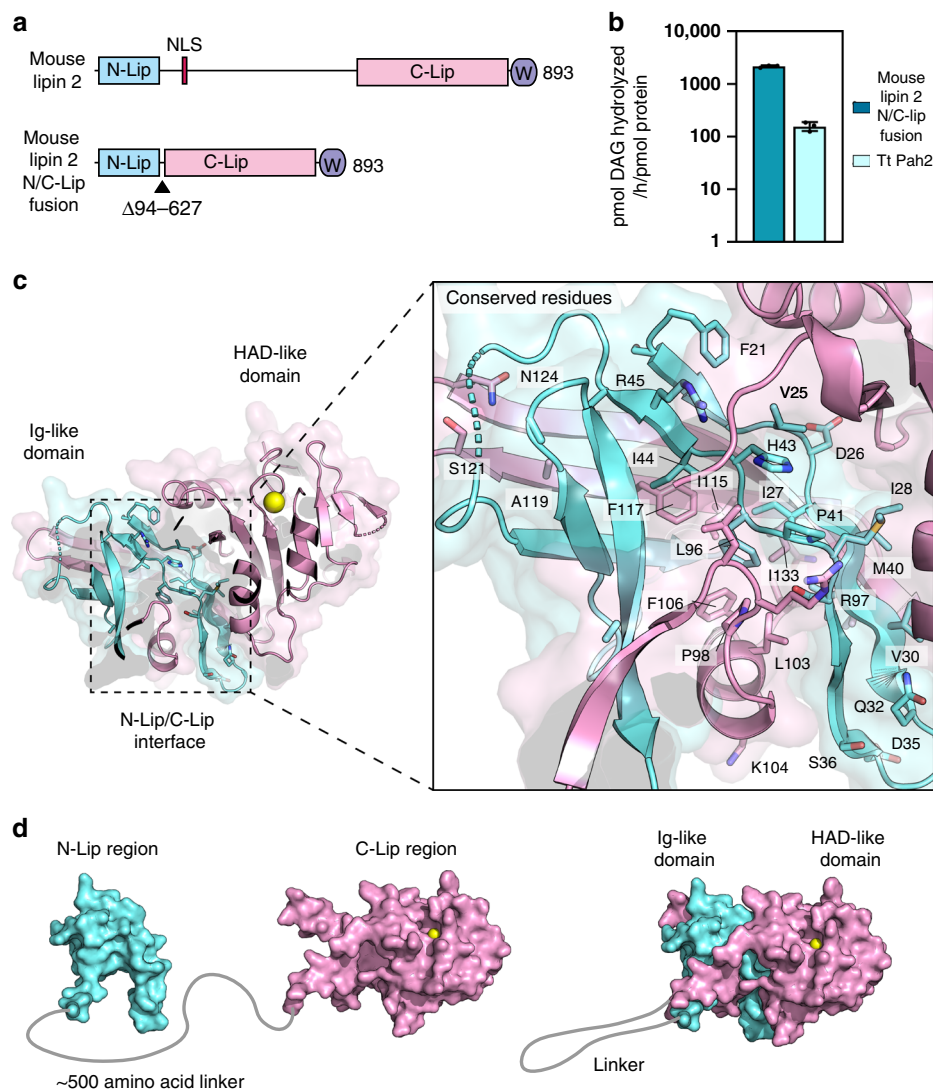 a
Mouse
lipin 2
N-Lip
NLS
C-Lip
W
893
Mouse
lipin 2
N/C-Lip
fusion
N-Lip
C-Lip
W
893
Δ94–627
b
pmol DAG hydrolyzed
/h/pmol protein
10,000
1000
100
10
1
Mouse
lipin 2
N/C-lip
fusion
Tt Pah2
c
Ig-like
domain
HAD-like
domain
N-Lip/C-Lip
interface
Conserved residues
F21
N124
R45
V25
H43
D26
I44
S121
I115
I27
I28
A119
F117
P41
L96
I133
M40
R97
F106
P98
L103
V30
Q32
D35
S36
K104
d
N-Lip region
C-Lip region
~500 amino acid linker
Ig-like
domain
HAD-like
domain
Linker